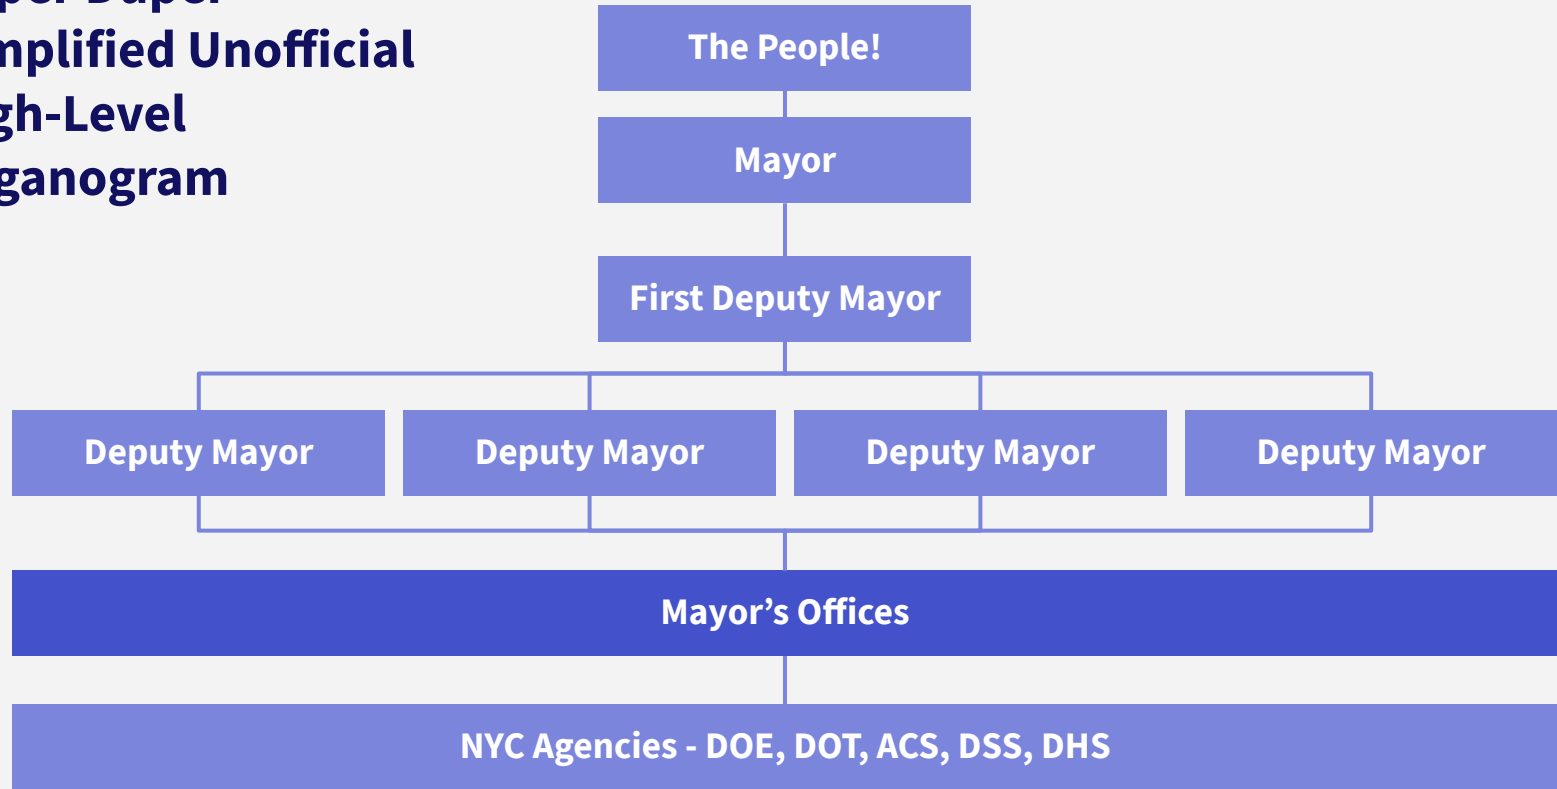 mplified Unofficial
gh-Level
ganogram
The People!
Mayor
First Deputy Mayor
Deputy Mayor
Deputy Mayor
Deputy Mayor
Deputy Mayor
Mayor’s Offices
NYC Agencies - DOE, DOT, ACS, DSS, DHS